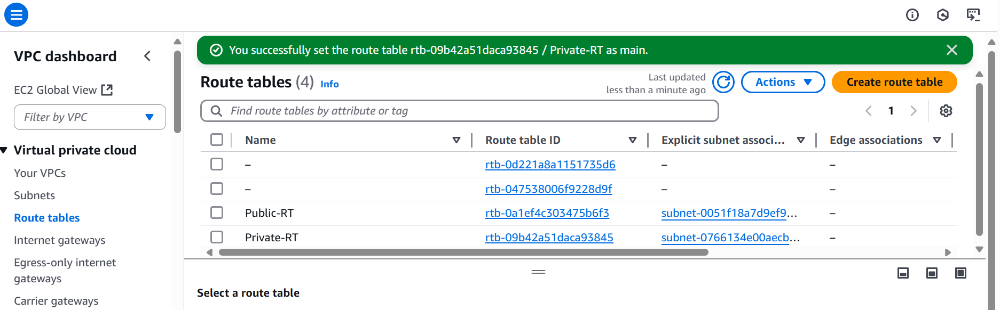 VPC dashboard
EC2 Global View
Filter by VPC
Virtual private cloud
Your VPCs
Subnets
Route tables
Internet gateways
Egress-only internet
gateways
Carrier gateways
You successfully set the route table rtb-09b42a51daca93845 / Private-RT as main.
Route tables (4) Info
Last updated
less than a minute ago
Actions
Create route table
Find route tables by attribute or tag
1
Name Route table ID Explicit subnet associ... Edge associations
– rtb-0d221a8a1151735d6 – –
– rtb-047538006f9228d9f – –
Public-RT rtb-0a1ef4c303475b6f3 subnet-0051f18a7d9ef9... –
Private-RT rtb-09b42a51daca93845 subnet-0766134e00aecb... –
Select a route table